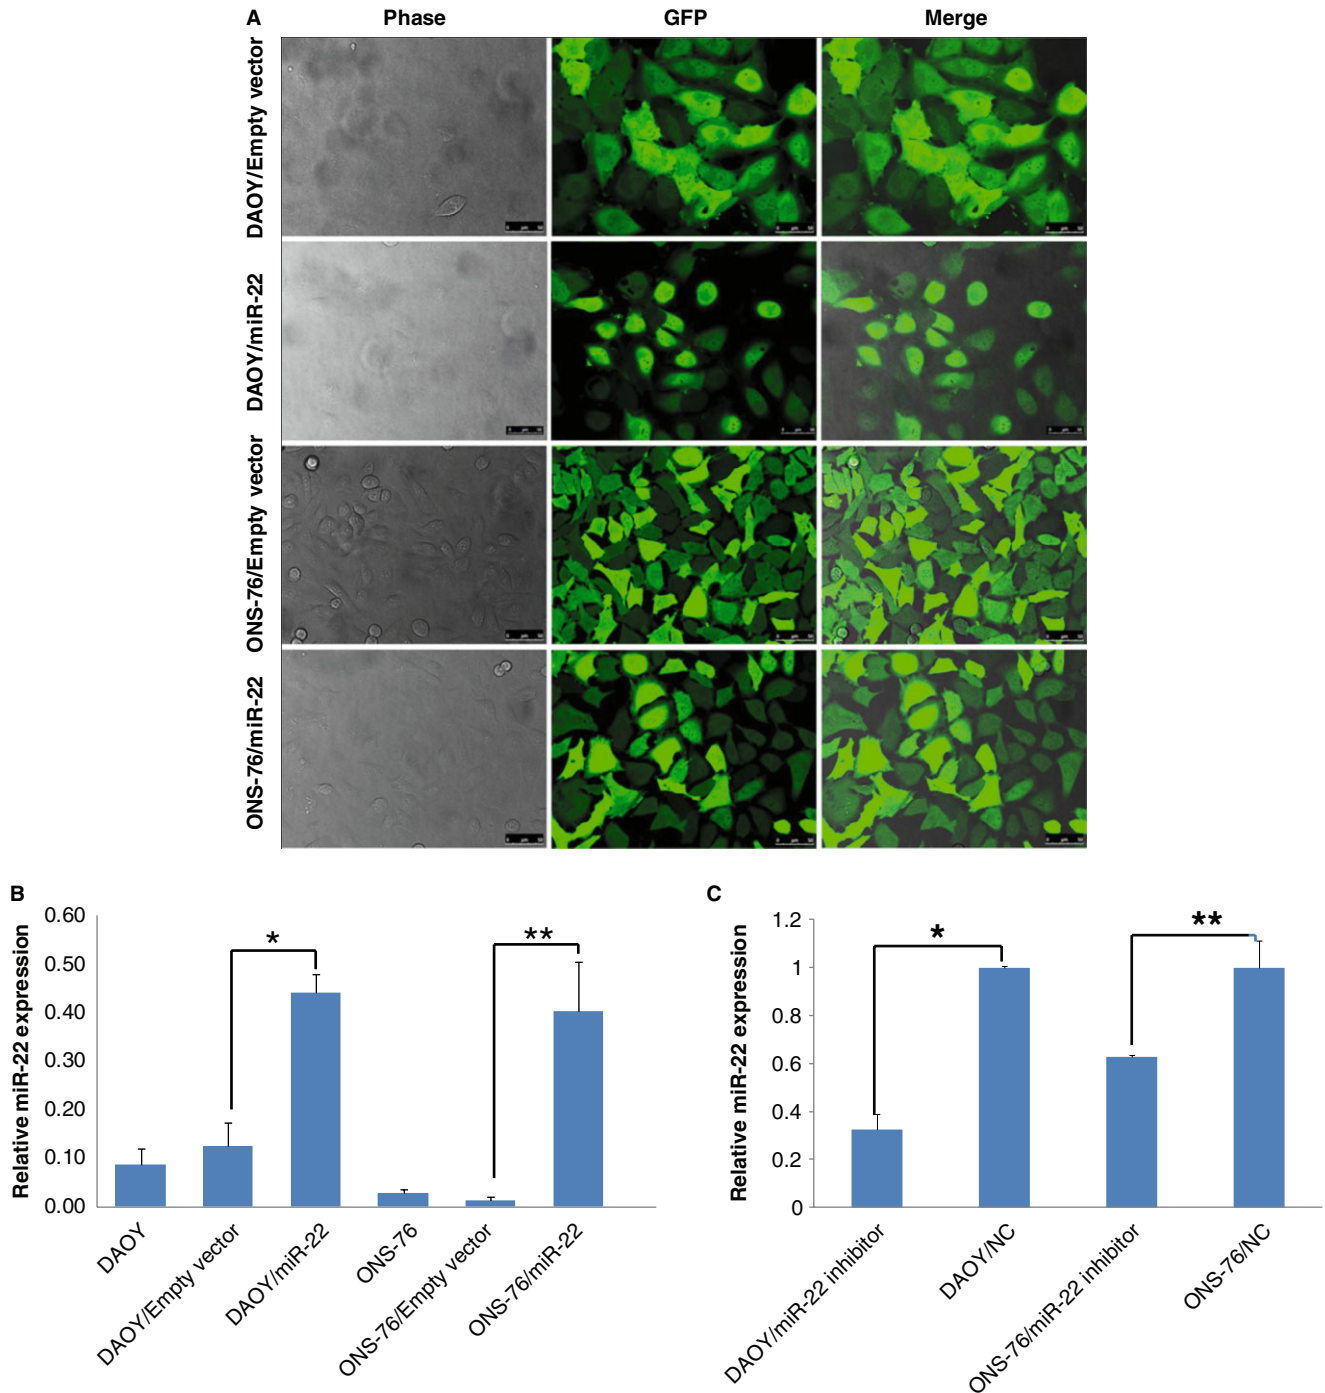 A
Phase
GFP
Merge
DAOY/Empty vector
DAOY/miR-22
ONS-76/Empty vector
ONS-76/miR-22
B
Relative miR-22 expression
0.60
0.50
0.40
0.30
0.20
0.10
0.00
*
**
DAOY
DAOY/Empty vector
DAOY/miR-22
ONS-76
ONS-76/Empty vector
ONS-76/miR-22
C
Relative miR-22 expression
1.2
1
0.8
0.6
0.4
0.2
0
*
**
DAOY/miR-22 inhibitor
DAOY/NC
ONS-76/miR-22 inhibitor
ONS-76/NC